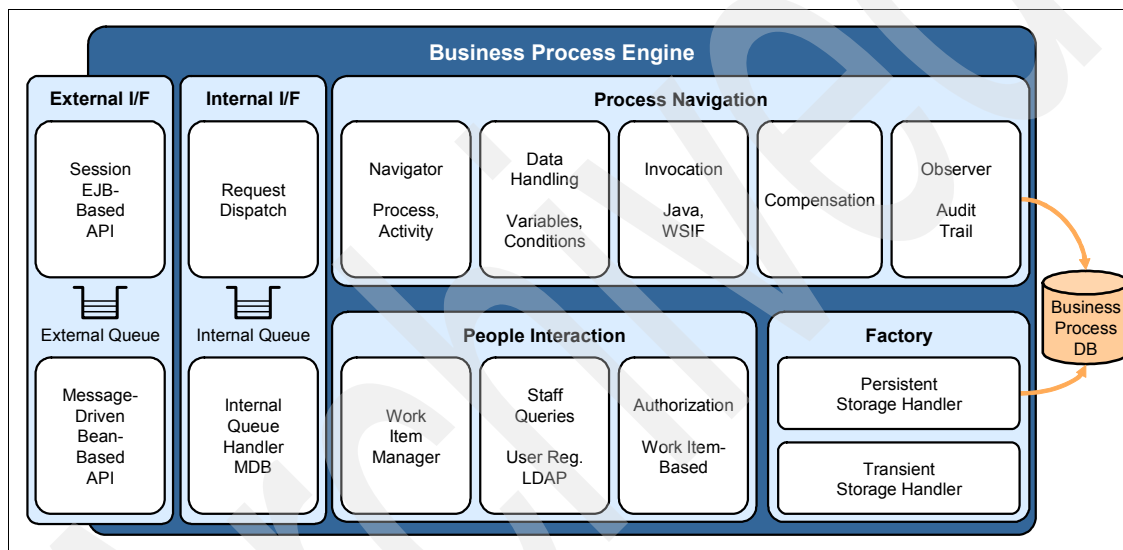 Business Process Engine
External I/F
Session
EJB-
Based
API
External Queue
Message-
Driven
Bean-
Based
API
Internal I/F
Request
Dispatch
Internal Queue
Internal
Queue
Handler
MDB
Process Navigation
Navigator
Process,
Activity
Data
Handling
Variables,
Conditions
Invocation
Java,
WSIF
Compensation
Observer
Audit
Trail
People Interaction
Work
Item
Manager
Staff
Queries
User Reg.
LDAP
Authorization
Work Item-
Based
Factory
Persistent
Storage Handler
Transient
Storage Handler
Business
Process
DB